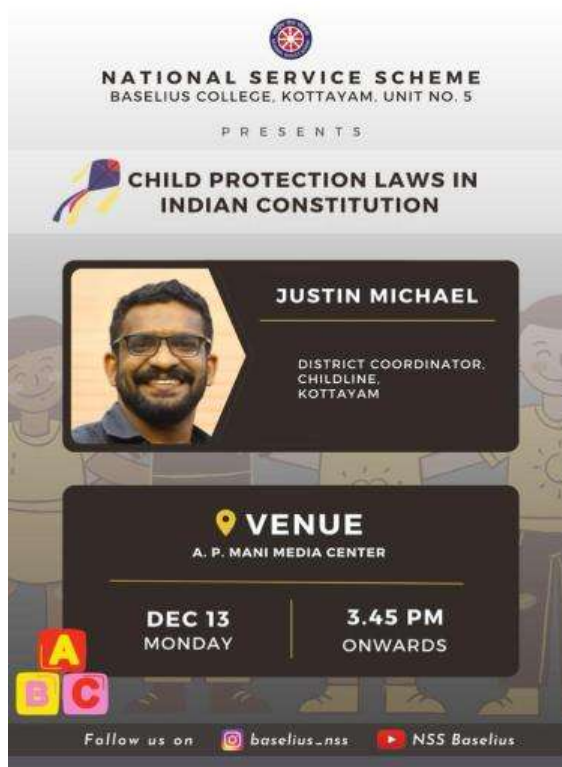 NATIONAL SERVICE SCHEME
BASELIUS COLLEGE, KOTTAYAM. UNIT NO. 5
PRESENTS
CHILD PROTECTION LAWS IN
INDIAN CONSTITUTION
JUSTIN MICHAEL
DISTRICT COORDINATOR.
CHILDLINE,
KOTTAYAM
VENUE
A. P. MANI MEDIA CENTER
DEC 13
MONDAY
3.45 PM
ONWARDS
A
B C
Follow us on baselius_nss NSS Baselius